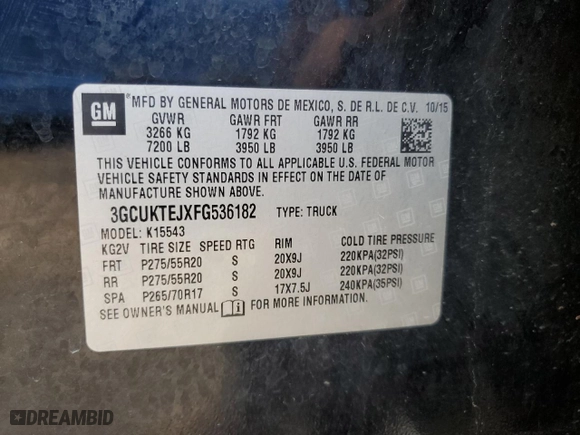 GM ® MFD BY GENERAL MOTORS DE MEXICO, S. DE R.L. DE C.V. 10/15
GVWR GAWR FRT GAWR RR
3266 KG 1792 KG 1792 KG
7200 LB 3950 LB 3950 LB
THIS VEHICLE CONFORMS TO ALL APPLICABLE U.S. FEDERAL MOTOR
VEHICLE SAFETY STANDARDS IN EFFECT ON THE DATE OF
MANUFACTURE SHOWN ABOVE.
3GCUKTEJXFG536182 TYPE: TRUCK
MODEL: K15543
KG2V TIRE SIZE SPEED RTG RIM COLD TIRE PRESSURE
FRT P275/55R20 S 20X9J 220KPA(32PSI)
RR P275/55R20 S 20X9J 220KPA(32PSI)
SPA P265/70R17 S 17X7.5J 240KPA(35PSI)
SEE OWNER'S MANUAL FOR MORE INFORMATION.
DREAMBID